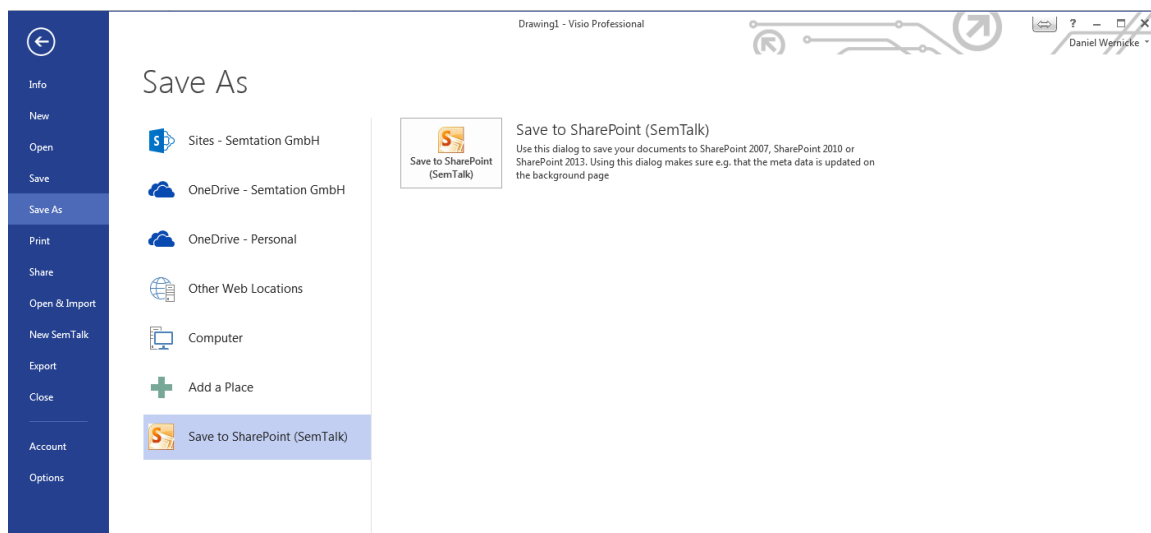 Drawing1 - Visio Professional
?
Daniel Wernicke
Info
New
Open
Save
Save As
Print
Share
Open & Import
New SemTalk
Export
Close
Account
Options
Save As
Sites - Semtation GmbH
OneDrive - Semtation GmbH
OneDrive - Personal
Other Web Locations
Computer
Add a Place
Save to SharePoint (SemTalk)
Save to SharePoint
(SemTalk)
Save to SharePoint (SemTalk)
Use this dialog to save your documents to SharePoint 2007, SharePoint 2010 or
SharePoint 2013. Using this dialog makes sure e.g. that the meta data is updated on
the background page